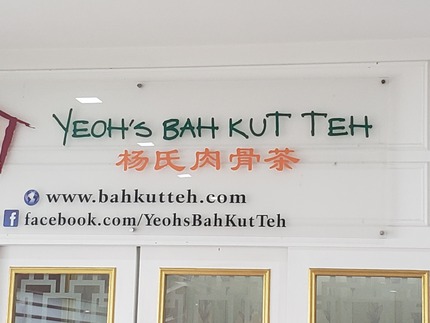 YEOH'S BAH KUT TEH
杨氏肉骨茶
www.bahkutteh.com
facebook.com/YeohsBahKutTeh